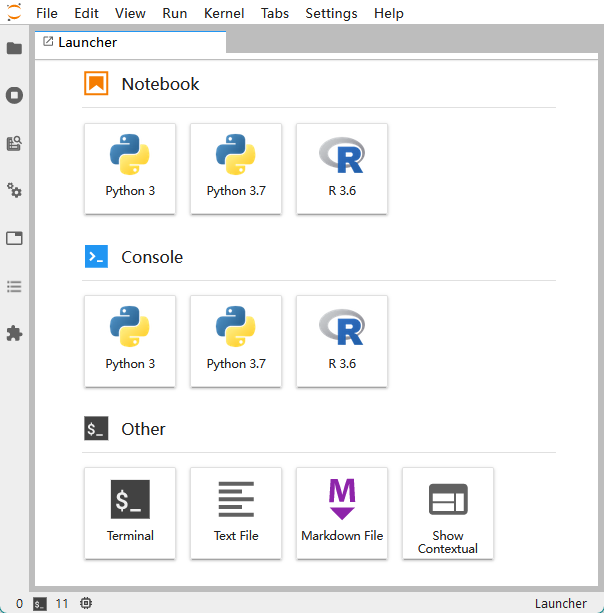 File Edit View Run Kernel Tabs Settings Help
Launcher
Notebook
Python 3 Python 3.7 R 3.6
Console
Python 3 Python 3.7 R 3.6
$_ Other
$_ M
Terminal Text File Markdown File Show
Contextual
0 $_ 11 Launcher